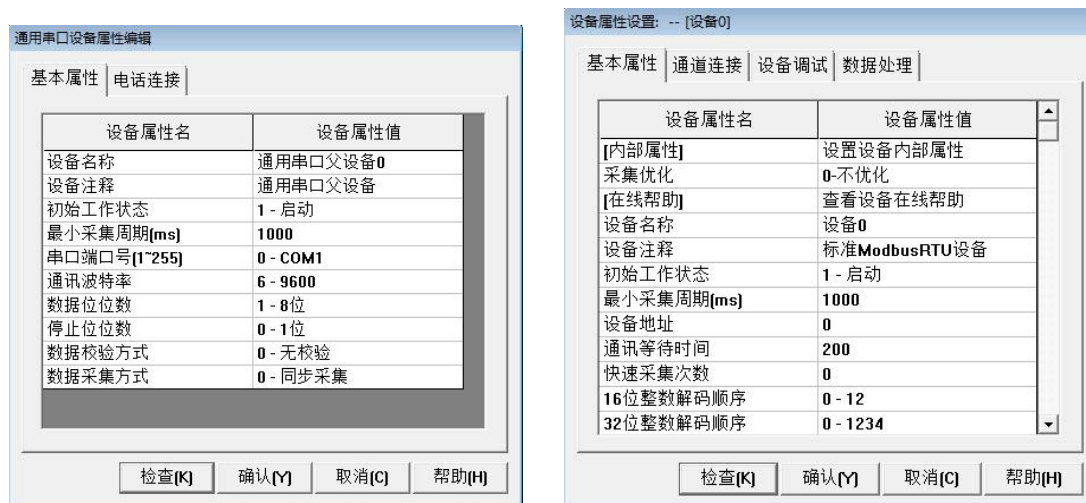 通用串口设备属性编辑
基本属性 电话连接
设备属性名 设备属性值
设备名称 通用串口父设备0
设备注释 通用串口父设备
初始工作状态 1 - 启动
最小采集周期[ms] 1000
串口端口号[1~255] 0 - COM1
通讯波特率 6 - 9600
数据位位数 1 - 8位
停止位位数 0 - 1位
数据校验方式 0 - 无校验
数据采集方式 0 - 同步采集
检查[K] 确认[Y] 取消[C] 帮助[H]
设备属性设置: -- [设备0]
基本属性 通道连接 设备调试 数据处理
设备属性名 设备属性值
[内部属性] 设置设备内部属性
采集优化 0-不优化
[在线帮助] 查看设备在线帮助
设备名称 设备0
设备注释 标准ModbusRTU设备
初始工作状态 1 - 启动
最小采集周期[ms] 1000
设备地址 0
通讯等待时间 200
快速采集次数 0
16位整数解码顺序 0 - 12
32位整数解码顺序 0 - 1234
检查[K] 确认[Y] 取消[C] 帮助[H]